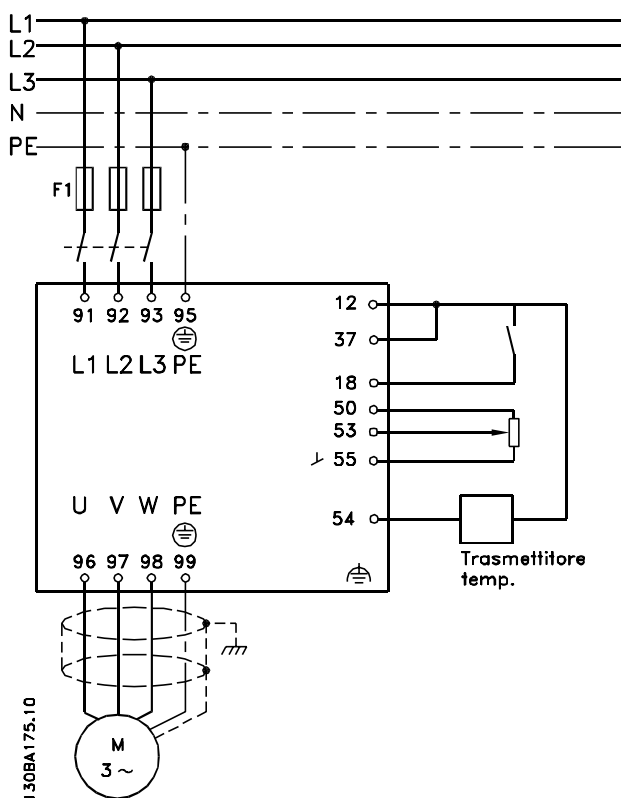 L1
L2
L3
N
PE
F1
91 92 93 95
L1 L2 L3 PE
12
37
18
50
53
55
54
U V W PE
96 97 98 99
Trasmettitore
temp.
M
3 ~
130BA175.10